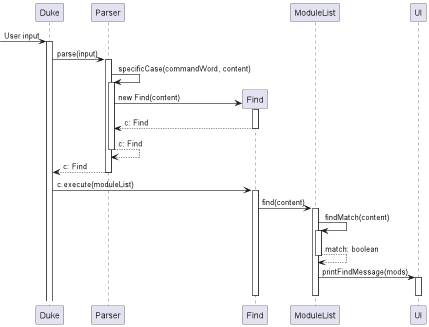 Duke
Parser
ModuleList
UI
User input
parse(input)
specificCase(commandWord, content)
new Find(content)
Find
c: Find
c: Find
c: Find
c.execute(moduleList)
find(content)
findMatch(content)
match: boolean
printFindMessage(mods)
Duke
Parser
Find
ModuleList
UI